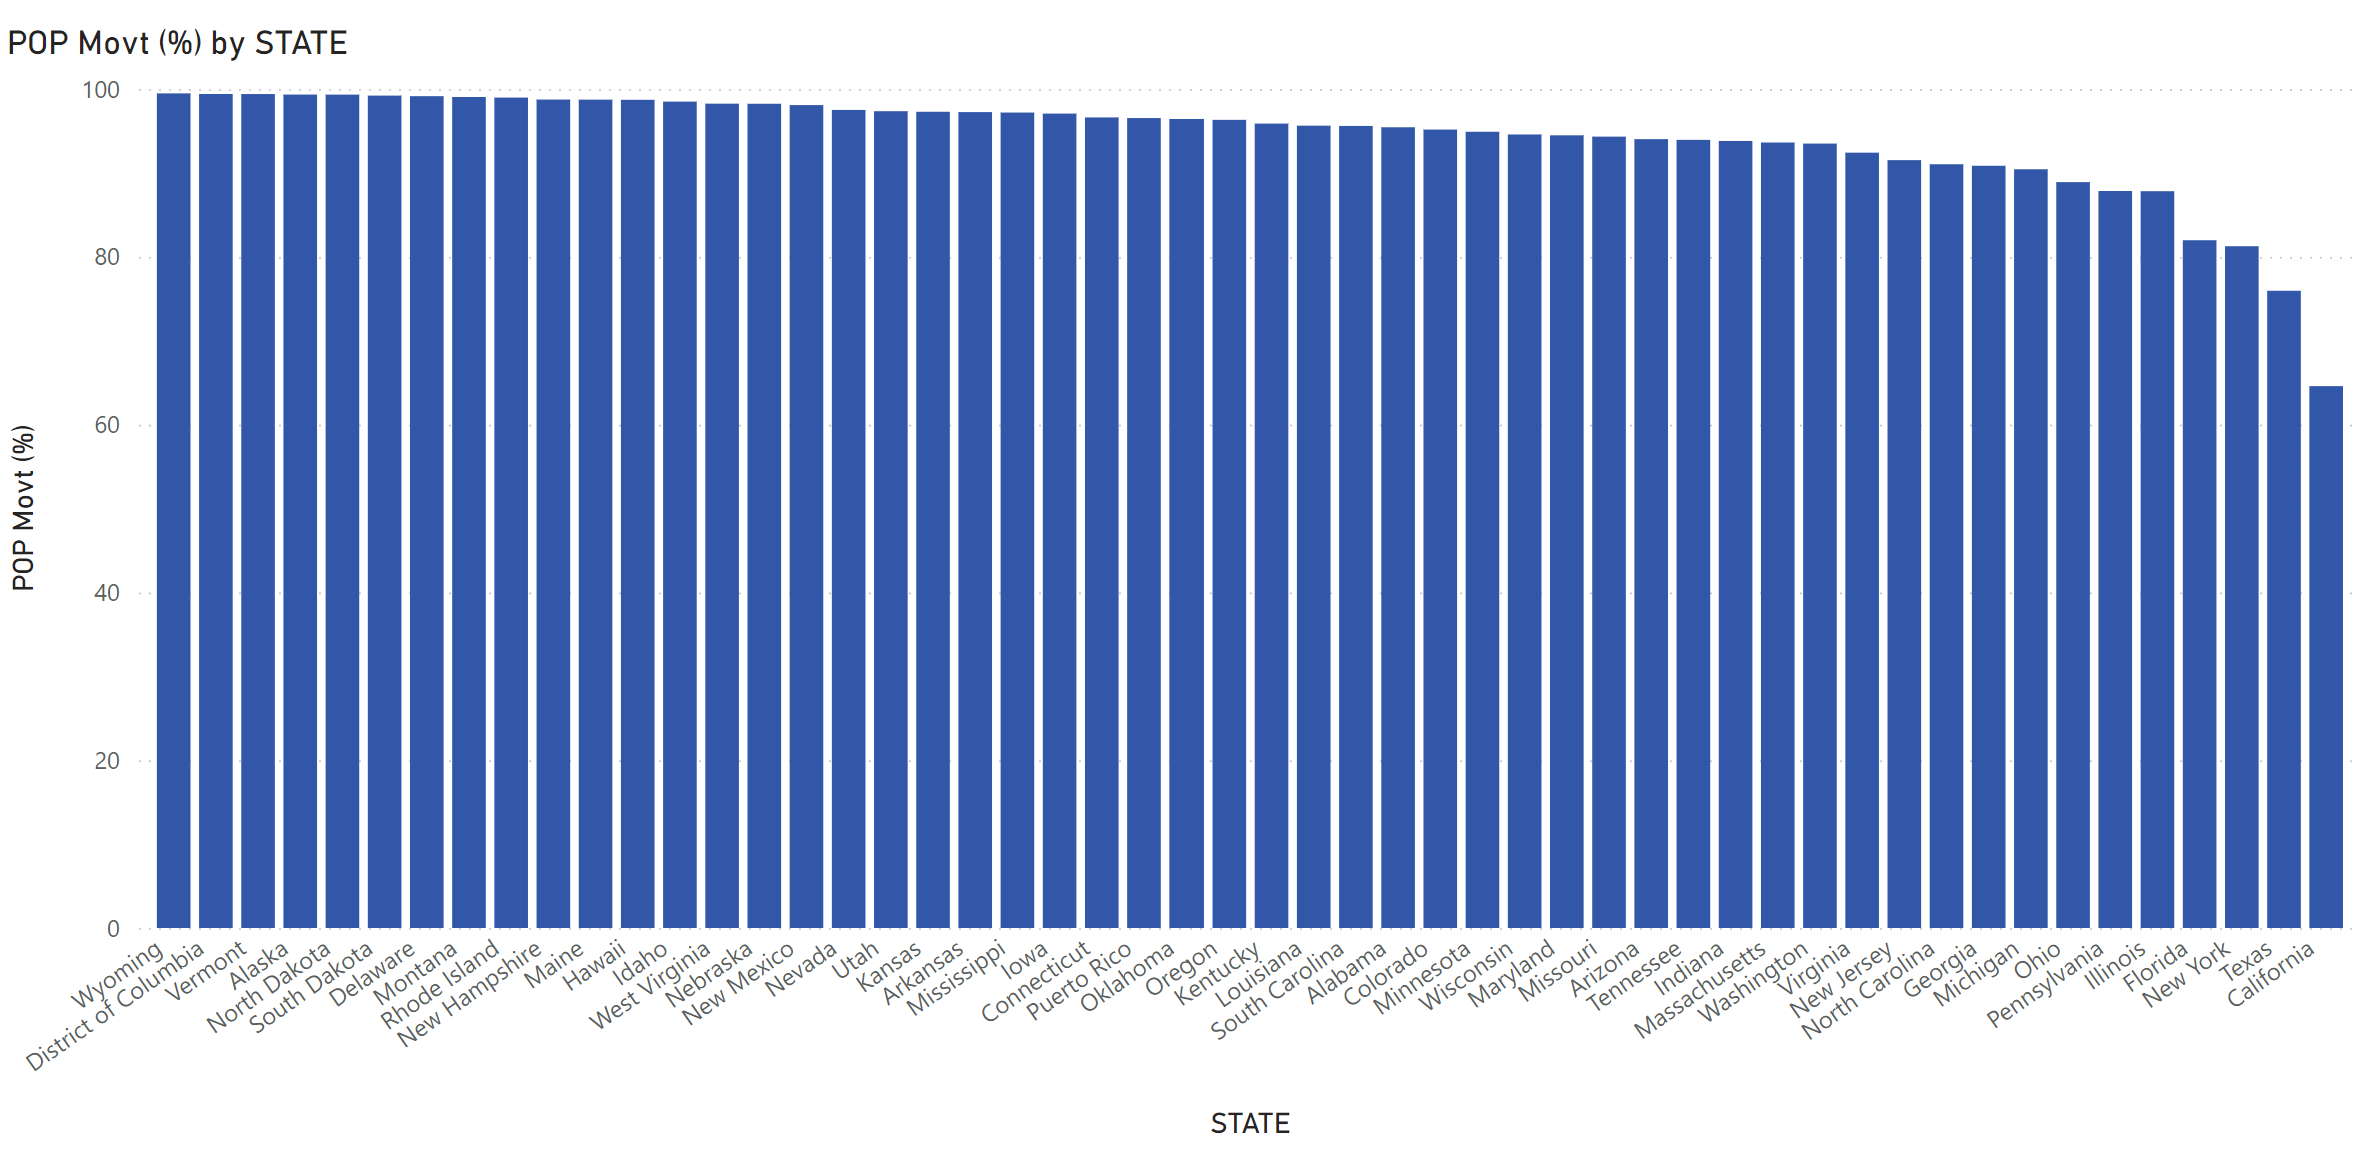 POP Movt (%) by STATE
POP Movt (%)
100
80
60
40
20
0
Wyoming
District of Columbia
Vermont
Alaska
North Dakota
South Dakota
Delaware
Montana
Rhode Island
New Hampshire
Maine
Hawaii
Idaho
West Virginia
Nebraska
New Mexico
Nevada
Utah
Kansas
Arkansas
Mississippi
Iowa
Connecticut
Puerto Rico
Oklahoma
Oregon
Kentucky
Louisiana
South Carolina
Alabama
Colorado
Minnesota
Wisconsin
Maryland
Missouri
Arizona
Tennessee
Indiana
Massachusetts
Washington
Virginia
New Jersey
North Carolina
Georgia
Michigan
Ohio
Pennsylvania
Illinois
Florida
New York
Texas
California
STATE